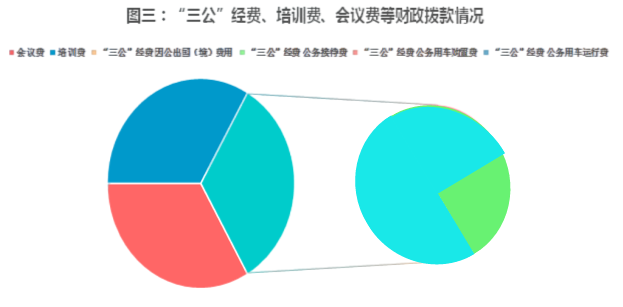 图三：“三公”经费、培训费、会议费等财政拨款情况
会议费 培训费 “三公”经费 因公出国（境）费用 “三公”经费 公务接待费 “三公”经费 公务用车购置费 “三公”经费 公务用车运行费